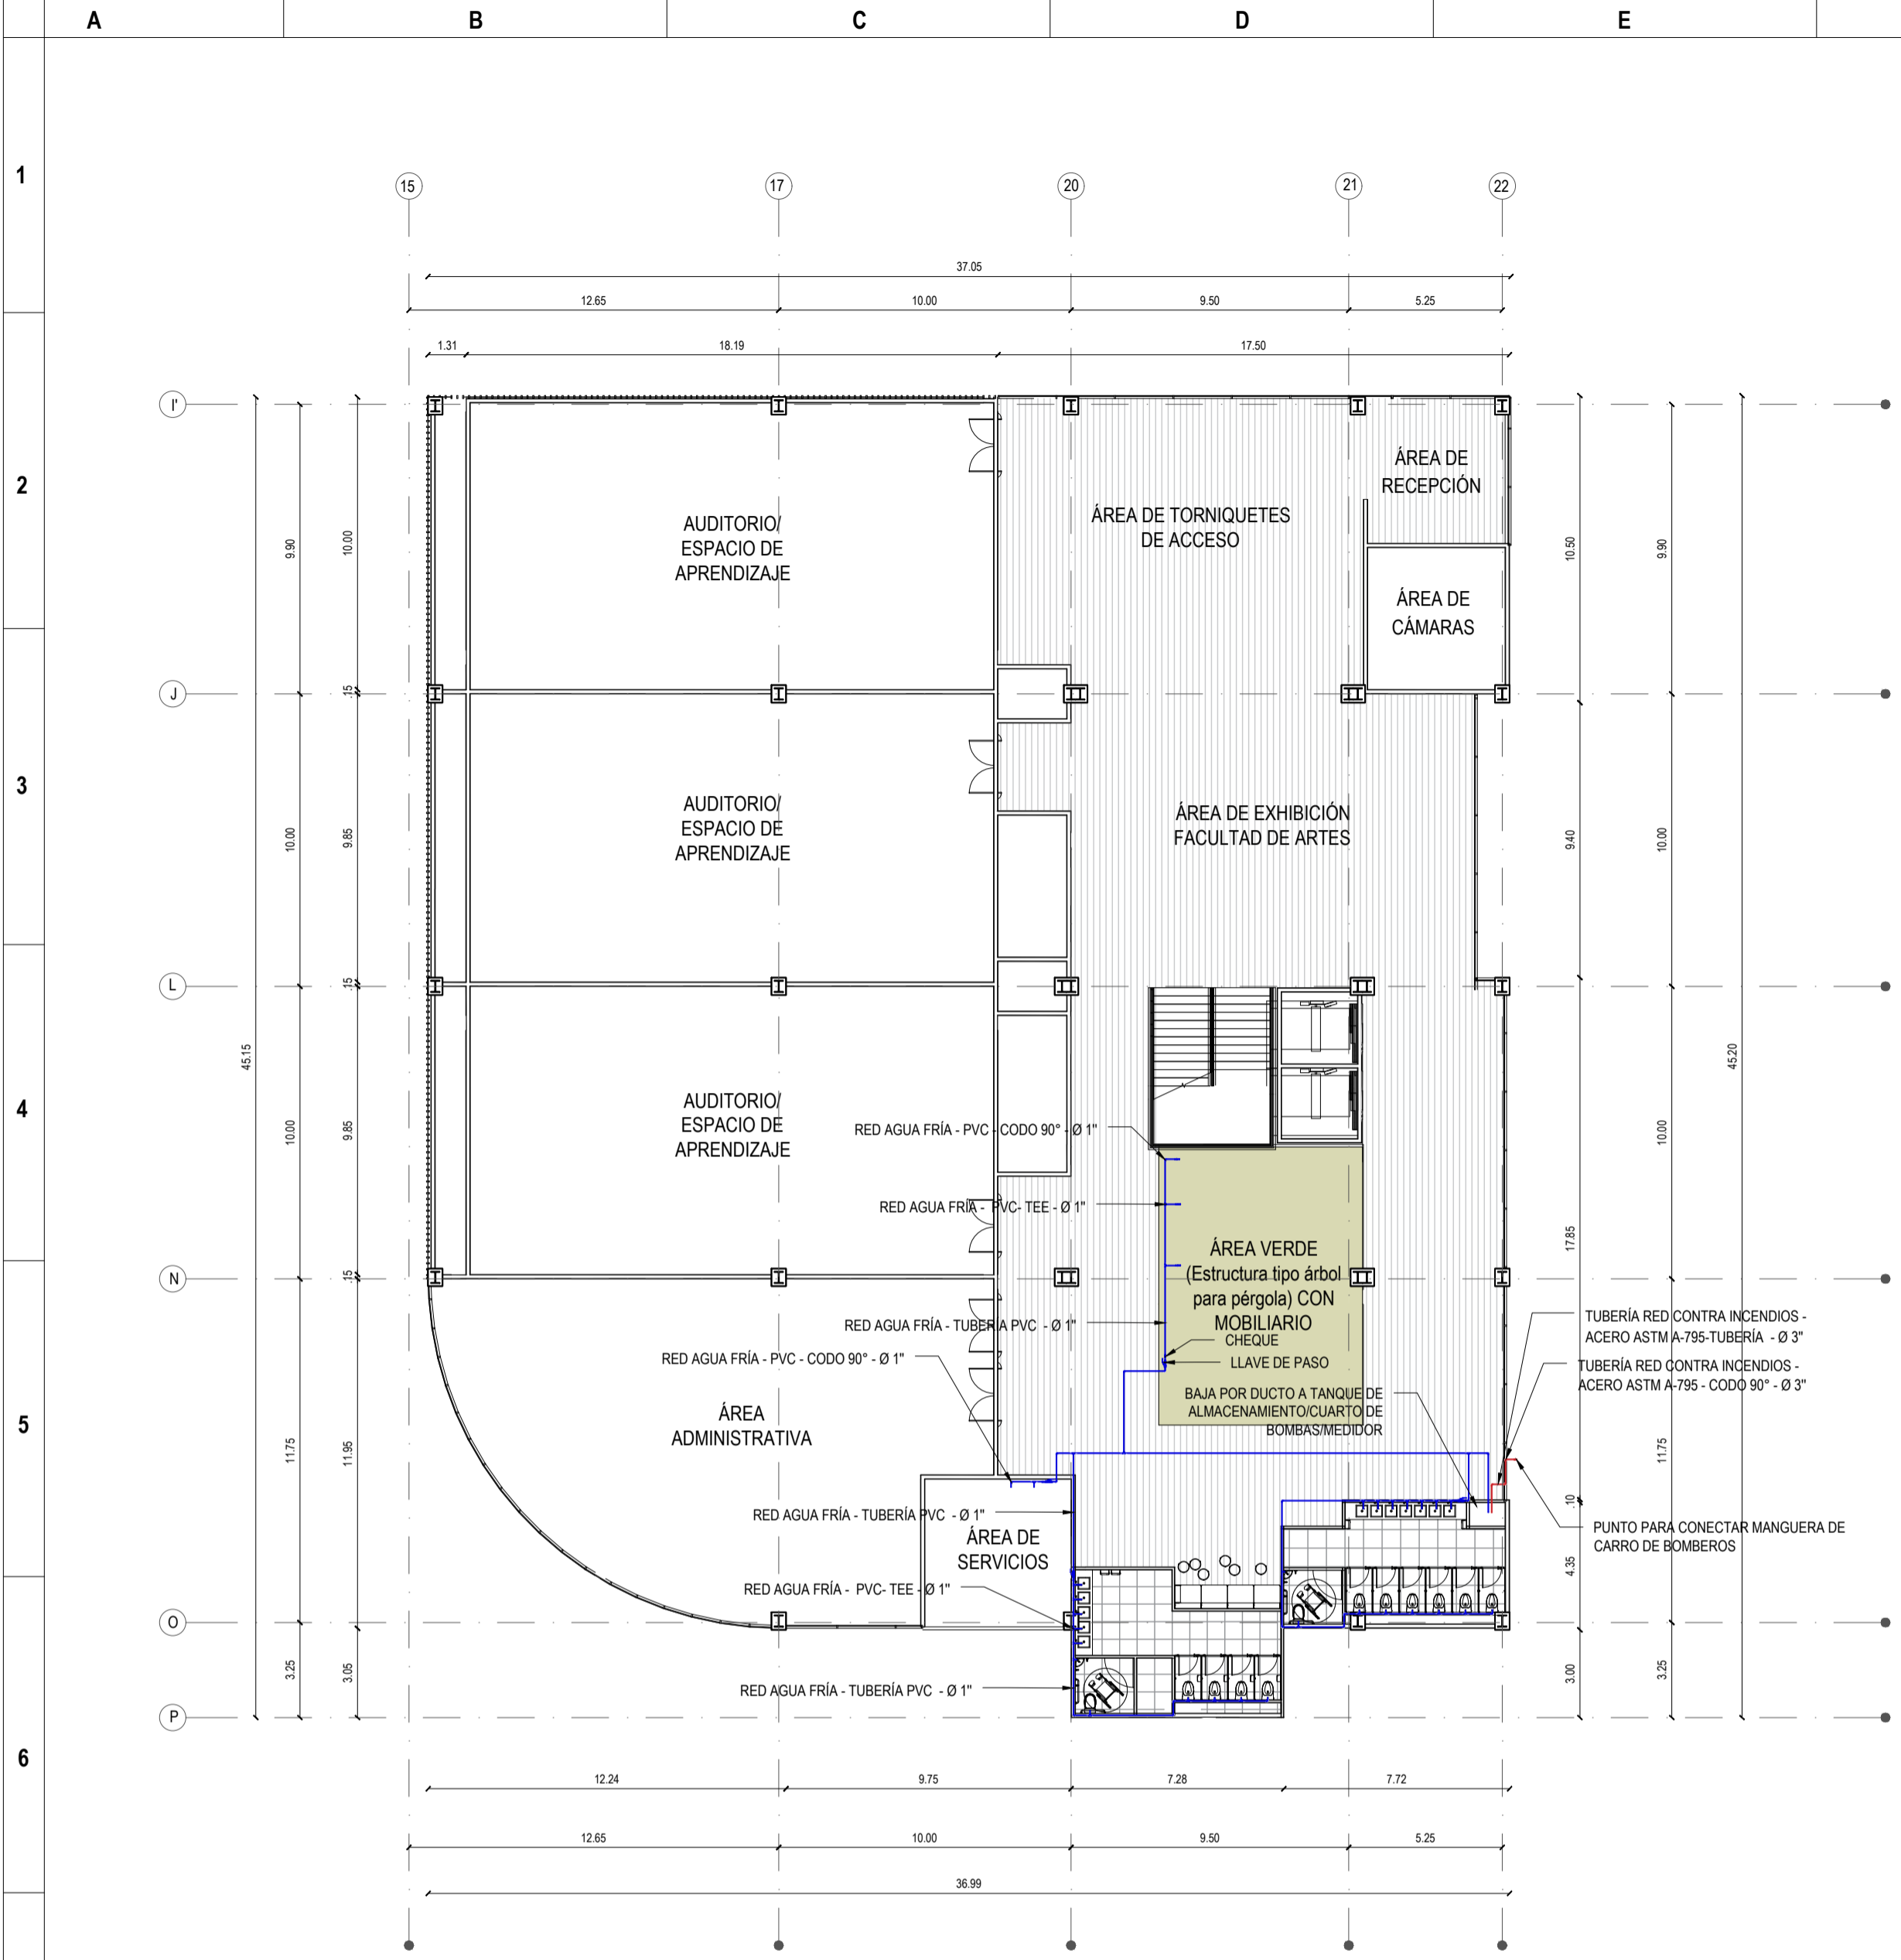 A
B
C
D
E
1
2
3
4
5
6
15
17
20
21
22
37.05
12.65
10.00
9.50
5.25
1.31
18.19
17.50
I'
J
L
N
O
P
45.15
9.90
10.00
10.00
11.75
3.25
10.00
.15
9.85
.15
9.85
.15
11.95
3.05
AUDITORIO/
ESPACIO DE
APRENDIZAJE
ÁREA DE TORNIQUETES
DE ACCESO
ÁREA DE
RECEPCIÓN
ÁREA DE
CÁMARAS
AUDITORIO/
ESPACIO DE
APRENDIZAJE
ÁREA DE EXHIBICIÓN
FACULTAD DE ARTES
AUDITORIO/
ESPACIO DE
APRENDIZAJE
RED AGUA FRÍA - PVC - CODO 90° - Ø 1"
RED AGUA FRÍA - PVC- TEE - Ø 1"
ÁREA VERDE
(Estructura tipo árbol
para pérgola) CON
MOBILIARIO
RED AGUA FRÍA - TUBERÍA PVC - Ø 1"
CHEQUE
LLAVE DE PASO
RED AGUA FRÍA - PVC - CODO 90° - Ø 1"
BAJA POR DUCTO A TANQUE DE
ALMACENAMIENTO/CUARTO DE
BOMBAS/MEDIDOR
ÁREA
ADMINISTRATIVA
RED AGUA FRÍA - TUBERÍA PVC - Ø 1"
ÁREA DE
SERVICIOS
RED AGUA FRÍA - PVC- TEE - Ø 1"
RED AGUA FRÍA - TUBERÍA PVC - Ø 1"
TUBERÍA RED CONTRA INCENDIOS -
ACERO ASTM A-795-TUBERÍA - Ø 3"
TUBERÍA RED CONTRA INCENDIOS -
ACERO ASTM A-795 - CODO 90° - Ø 3"
PUNTO PARA CONECTAR MANGUERA DE
CARRO DE BOMBEROS
PH
PH
10.50
9.40
17.85
.10
4.35
3.00
9.90
10.00
10.00
11.75
3.25
45.20
12.24
9.75
7.28
7.72
12.65
10.00
9.50
5.25
36.99